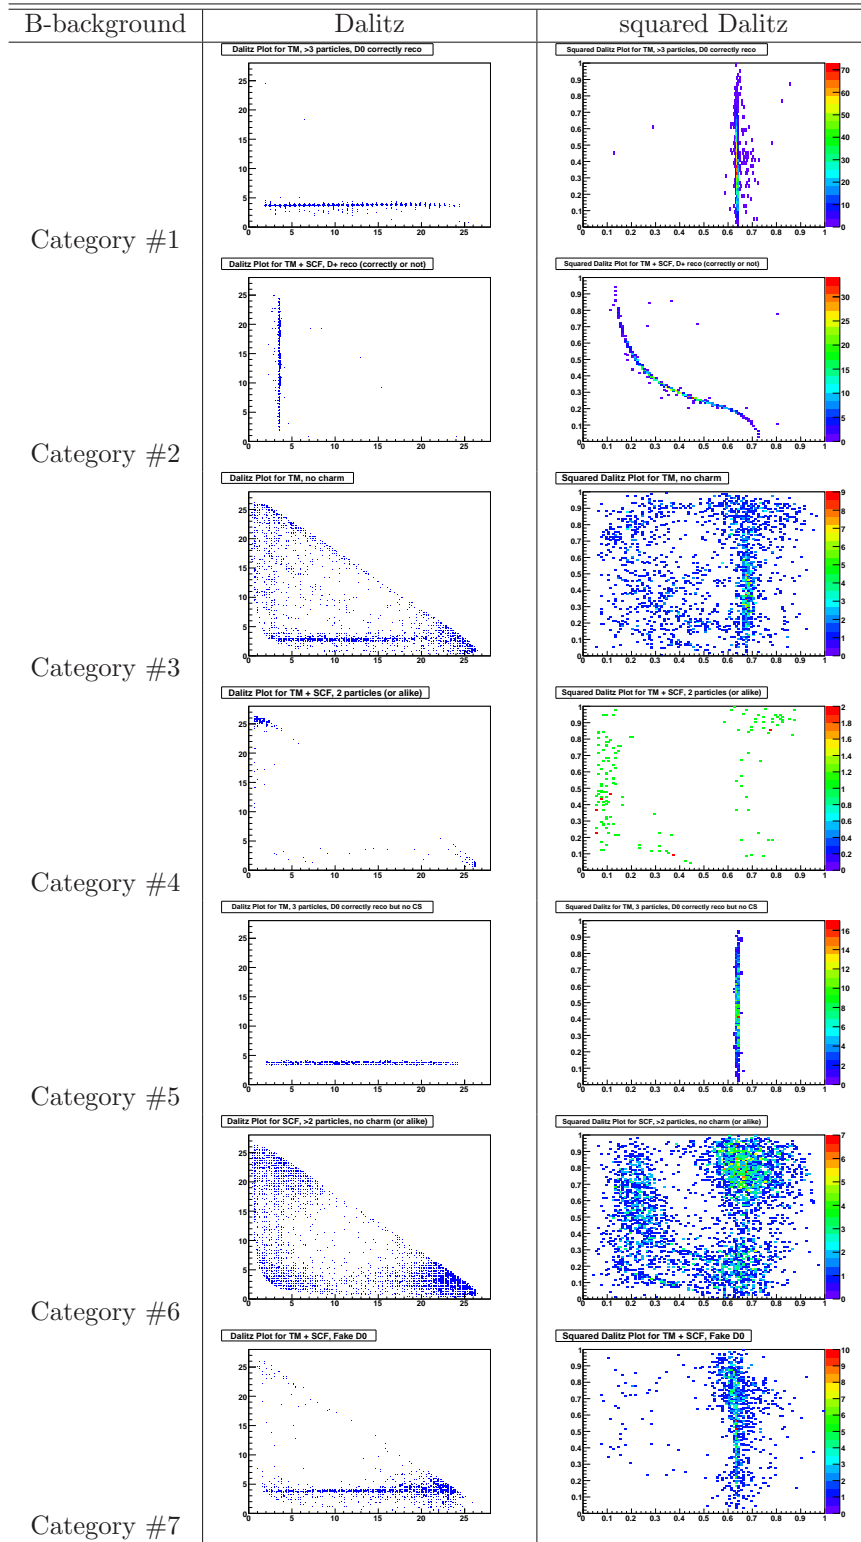 B-background Dalitz squared Dalitz
Dalitz Plot for TM, >3 particles, D0 correctly reco
Squared Dalitz Plot for TM, >3 particles, D0 correctly reco
Category #1
Dalitz Plot for TM + SCF, D+ reco (correctly or not)
Squared Dalitz Plot for TM + SCF, D+ reco (correctly or not)
Category #2
Dalitz Plot for TM, no charm
Squared Dalitz Plot for TM, no charm
Category #3
Dalitz Plot for TM + SCF, 2 particles (or alike)
Squared Dalitz Plot for TM + SCF, 2 particles (or alike)
Category #4
Dalitz Plot for TM, 3 particles, D0 correctly reco but no CS
Squared Dalitz for TM, 3 particles, D0 correctly reco but no CS
Category #5
Dalitz Plot for SCF, >2 particles, no charm (or alike)
Squared Dalitz Plot for SCF, >2 particles, no charm (or alike)
Category #6
Dalitz Plot for TM + SCF, Fake D0
Squared Dalitz Plot for TM + SCF, Fake D0
Category #7